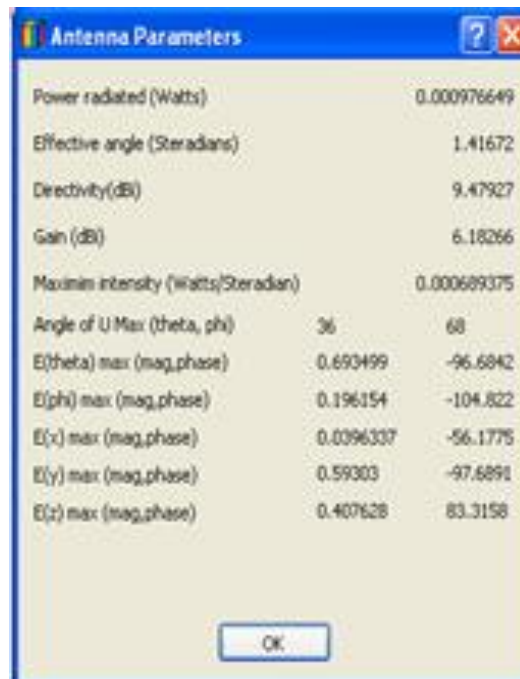 Antenna Parameters
Power radiated (Watts) 0.000976649
Effective angle (Steradians) 1.41672
Directivity(dBi) 9.47927
Gain (dBi) 6.18266
Maximim intensity (Watts/Steradian) 0.000689375
Angle of U Max (theta, phi) 36 68
E(theta) max (mag,phase) 0.693499 -96.6842
E(phi) max (mag,phase) 0.196154 -104.822
E(x) max (mag,phase) 0.0396337 -56.1775
E(y) max (mag,phase) 0.59303 -97.6891
E(z) max (mag,phase) 0.407628 83.3158
OK